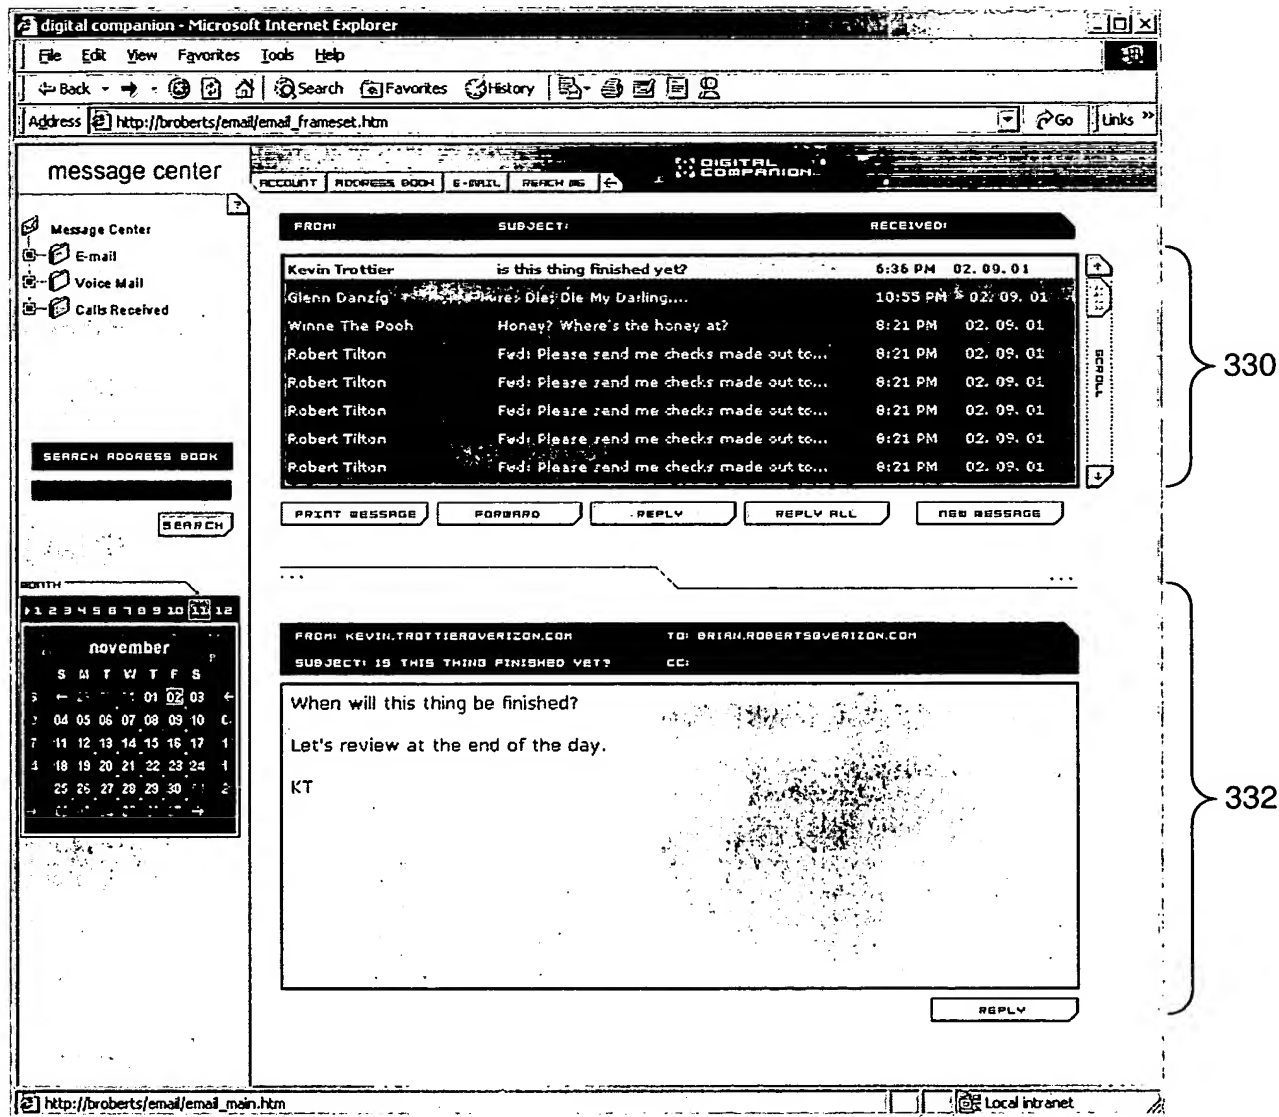 digital companion - Microsoft Internet Explorer
File Edit View Favorites Tools Help
Back Search Favorites History
Address http://broberts/email/email_frameset.htm Go Links »
message center
DIGITAL COMPANION
ACCOUNT ADDRESS BOOK E-MAIL REACH ME
?
Message Center
E-mail
Voice Mail
Calls Received
FROM: SUBJECT: RECEIVED:
Kevin Trottier is this thing finished yet? 6:36 PM 02. 09. 01
Glenn Danzig re: Die, Die My Darling.... 10:55 PM 02. 09. 01
Winne The Pooh Honey? Where's the honey at? 8:21 PM 02. 09. 01
Robert Tilton Fwd: Please send me checks made out to... 8:21 PM 02. 09. 01
Robert Tilton Fwd: Please send me checks made out to... 8:21 PM 02. 09. 01
Robert Tilton Fwd: Please send me checks made out to... 8:21 PM 02. 09. 01
Robert Tilton Fwd: Please send me checks made out to... 8:21 PM 02. 09. 01
Robert Tilton Fwd: Please send me checks made out to... 8:21 PM 02. 09. 01
SCROLL
330
SEARCH ADDRESS BOOK
SEARCH
PRINT MESSAGE FORWARD REPLY REPLY ALL NEW MESSAGE
MONTH
1 2 3 4 5 6 7 8 9 10 11 12
november
S M T W T F S
01 02 03
04 05 06 07 08 09 10
11 12 13 14 15 16 17
18 19 20 21 22 23 24
25 26 27 28 29 30
FROM: KEVIN.TROTTIER@VERIZON.COM TO: BRIAN.ROBERTS@VERIZON.COM
SUBJECT: IS THIS THING FINISHED YET? CC:
When will this thing be finished?
Let's review at the end of the day.
KT
332
REPLY
http://broberts/email/email_main.htm Local intranet